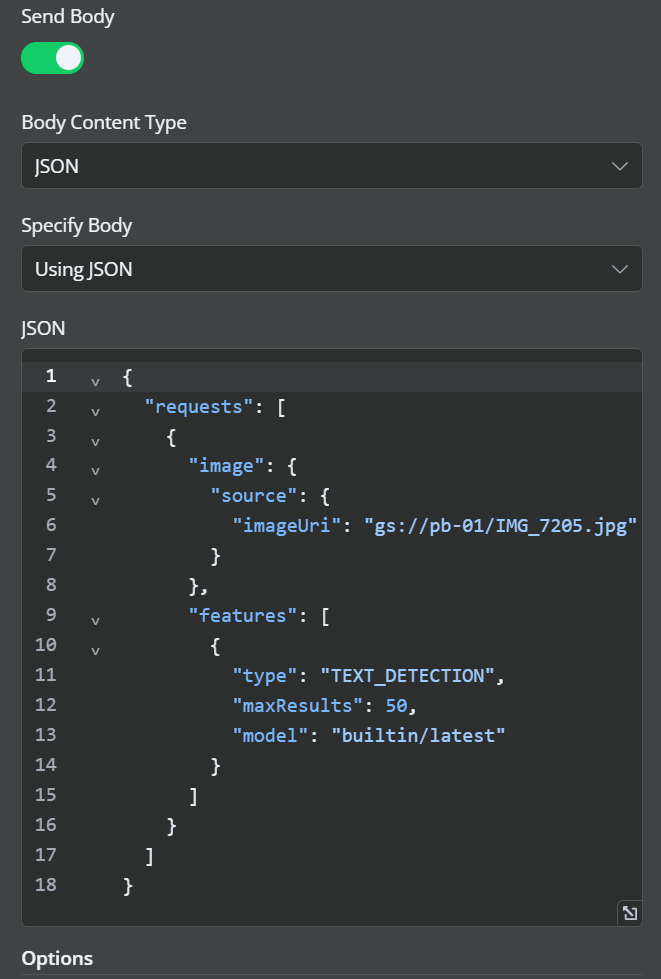 Send Body
Body Content Type
JSON
Specify Body
Using JSON
JSON
1 {
2 "requests": [
3 {
4 "image": {
5 "source": {
6 "imageUri": "gs://pb-01/IMG_7205.jpg"
7 }
8 },
9 "features": [
10 {
11 "type": "TEXT_DETECTION",
12 "maxResults": 50,
13 "model": "builtin/latest"
14 }
15 ]
16 }
17 ]
18 }
Options